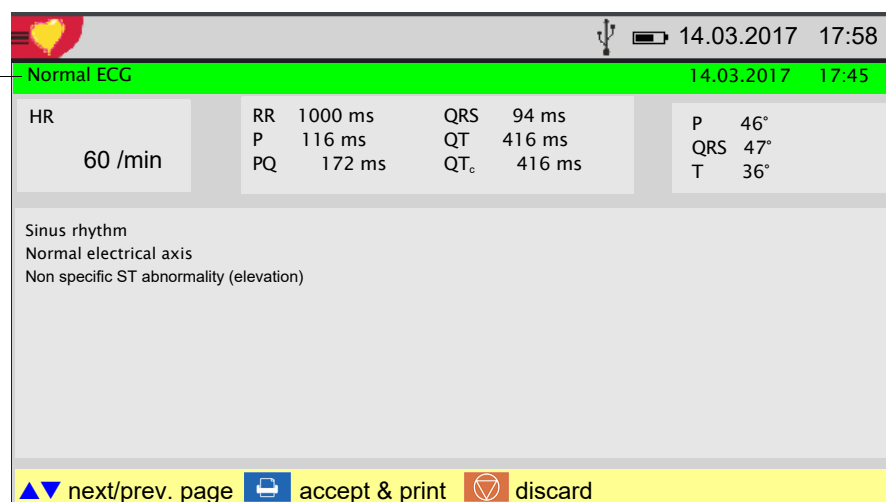 14.03.2017 17:58
Normal ECG 14.03.2017 17:45
HR
60 /min
RR 1000 ms QRS 94 ms
P 116 ms QT 416 ms
PQ 172 ms QTc 416 ms
P 46°
QRS 47°
T 36°
Sinus rhythm
Normal electrical axis
Non specific ST abnormality (elevation)
next/prev. page accept & print discard